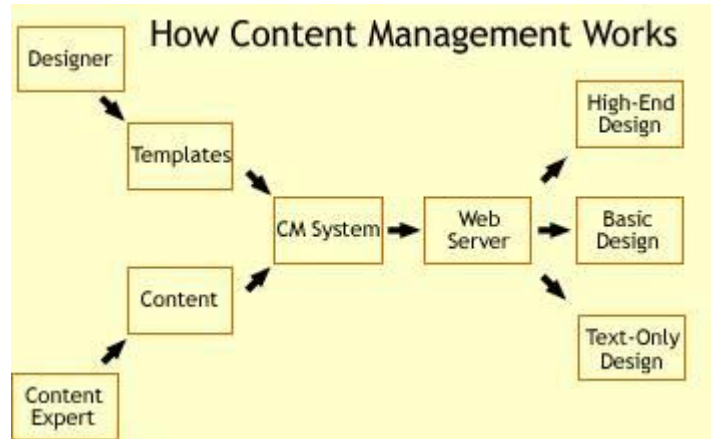 How Content Management Works
Designer
Templates
Content
Content
Expert
CM System
Web
Server
High-End
Design
Basic
Design
Text-Only
Design